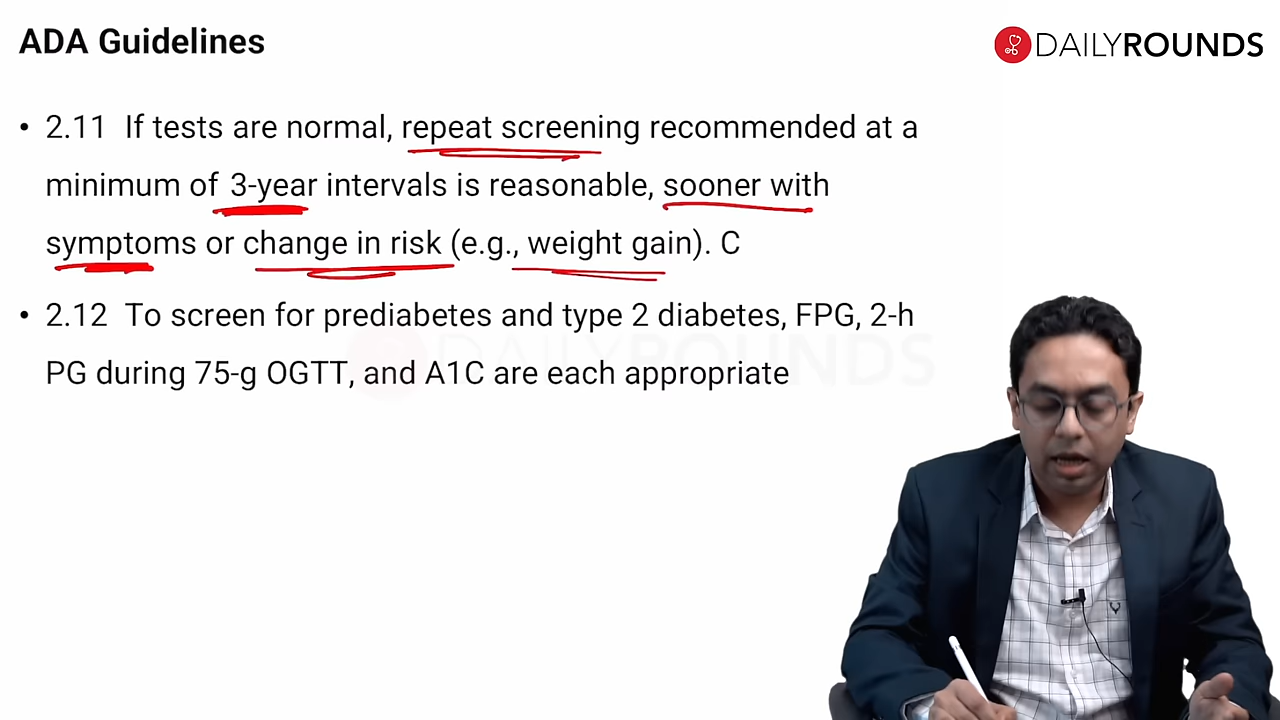 ADA Guidelines
DAILYROUNDS
• 2.11 If tests are normal, repeat screening recommended at a
minimum of 3-year intervals is reasonable, sooner with
symptoms or change in risk (e.g., weight gain). C
• 2.12 To screen for prediabetes and type 2 diabetes, FPG, 2-h
PG during 75-g OGTT, and A1C are each appropriate
DAILYROUNDS